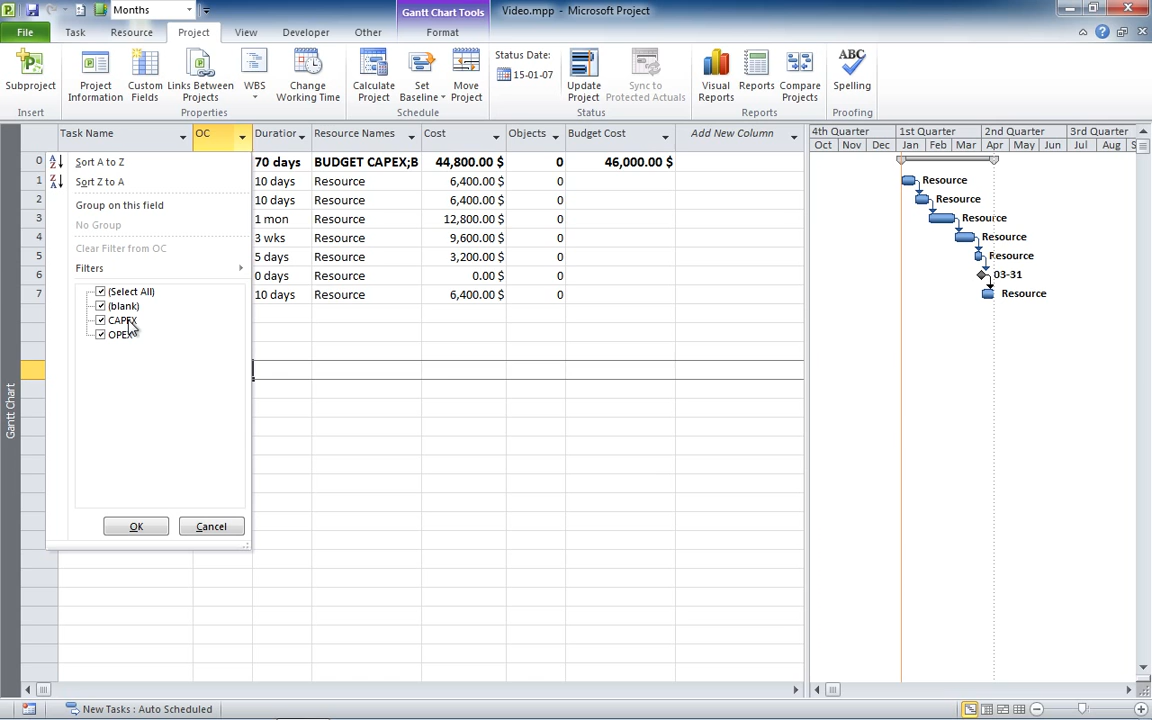 Months
Gantt Chart Tools
Video.mpp - Microsoft Project
File
Task
Resource
Project
View
Developer
Other
Format
Subproject
Project Information
Custom Fields
Links Between Projects
WBS
Change Working Time
Calculate Project
Set Baseline
Move Project
Status Date:
15-01-07
Update Project
Sync to Protected Actuals
Visual Reports
Reports
Compare Projects
ABC
Spelling
Insert
Properties
Schedule
Status
Reports
Proofing
Task Name
OC
Duration
Resource Names
Cost
Objects
Budget Cost
Add New Column
4th Quarter
1st Quarter
2nd Quarter
3rd Quarter
Oct Nov Dec Jan Feb Mar Apr May Jun Jul Aug S
0 70 days BUDGET CAPEX;B 44,800.00 $ 0 46,000.00 $
1 10 days Resource 6,400.00 $ 0 Resource
2 10 days Resource 6,400.00 $ 0 Resource
3 1 mon Resource 12,800.00 $ 0 Resource
4 3 wks Resource 9,600.00 $ 0 Resource
5 5 days Resource 3,200.00 $ 0 Resource
6 0 days Resource 0.00 $ 0 03-31
7 10 days Resource 6,400.00 $ 0 Resource
Sort A to Z
Sort Z to A
Group on this field
No Group
Clear Filter from OC
Filters
(Select All)
(blank)
CAPEX
OPEX
OK
Cancel
Gantt Chart
New Tasks : Auto Scheduled